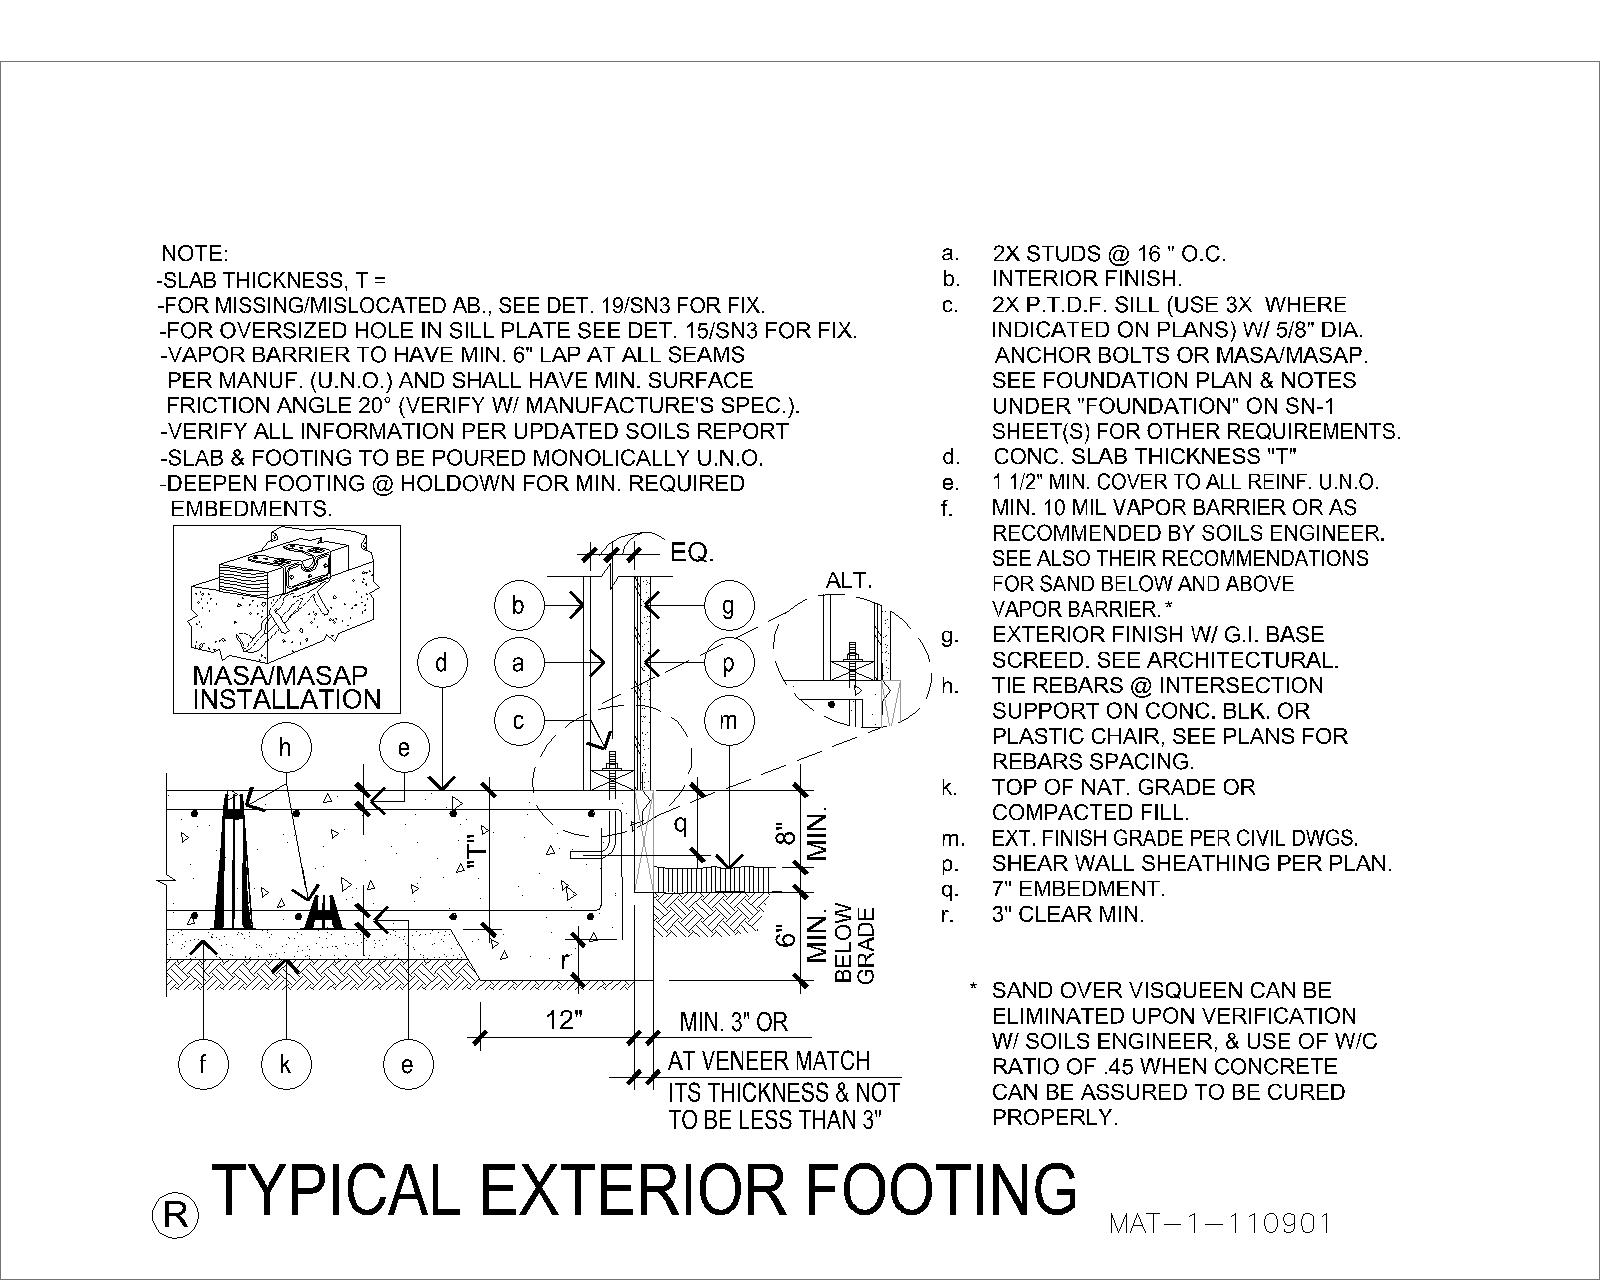 NOTE:
-SLAB THICKNESS, T =
-FOR MISSING/MISLOCATED AB., SEE DET. 19/SN3 FOR FIX.
-FOR OVERSIZED HOLE IN SILL PLATE SEE DET. 15/SN3 FOR FIX.
-VAPOR BARRIER TO HAVE MIN. 6" LAP AT ALL SEAMS
PER MANUF. (U.N.O.) AND SHALL HAVE MIN. SURFACE
FRICTION ANGLE 20° (VERIFY W/ MANUFACTURE'S SPEC.).
-VERIFY ALL INFORMATION PER UPDATED SOILS REPORT
-SLAB & FOOTING TO BE POURED MONOLICALLY U.N.O.
-DEEPEN FOOTING @ HOLDOWN FOR MIN. REQUIRED
EMBEDMENTS.
MASA/MASAP
INSTALLATION
EQ.
ALT.
b
g
d
a
p
c
m
h
e
q
"T"
8"
MIN.
6"
MIN.
BELOW
GRADE
r
12"
MIN. 3" OR
f
k
e
AT VENEER MATCH
ITS THICKNESS & NOT
TO BE LESS THAN 3"
a. 2X STUDS @ 16 " O.C.
b. INTERIOR FINISH.
c. 2X P.T.D.F. SILL (USE 3X WHERE
INDICATED ON PLANS) W/ 5/8" DIA.
ANCHOR BOLTS OR MASA/MASAP.
SEE FOUNDATION PLAN & NOTES
UNDER "FOUNDATION" ON SN-1
SHEET(S) FOR OTHER REQUIREMENTS.
d. CONC. SLAB THICKNESS "T"
e. 1 1/2" MIN. COVER TO ALL REINF. U.N.O.
f. MIN. 10 MIL VAPOR BARRIER OR AS
RECOMMENDED BY SOILS ENGINEER.
SEE ALSO THEIR RECOMMENDATIONS
FOR SAND BELOW AND ABOVE
VAPOR BARRIER. *
g. EXTERIOR FINISH W/ G.I. BASE
SCREED. SEE ARCHITECTURAL.
h. TIE REBARS @ INTERSECTION
SUPPORT ON CONC. BLK. OR
PLASTIC CHAIR, SEE PLANS FOR
REBARS SPACING.
k. TOP OF NAT. GRADE OR
COMPACTED FILL.
m. EXT. FINISH GRADE PER CIVIL DWGS.
p. SHEAR WALL SHEATHING PER PLAN.
q. 7" EMBEDMENT.
r. 3" CLEAR MIN.
* SAND OVER VISQUEEN CAN BE
ELIMINATED UPON VERIFICATION
W/ SOILS ENGINEER, & USE OF W/C
RATIO OF .45 WHEN CONCRETE
CAN BE ASSURED TO BE CURED
PROPERLY.
R TYPICAL EXTERIOR FOOTING
MAT-1-110901